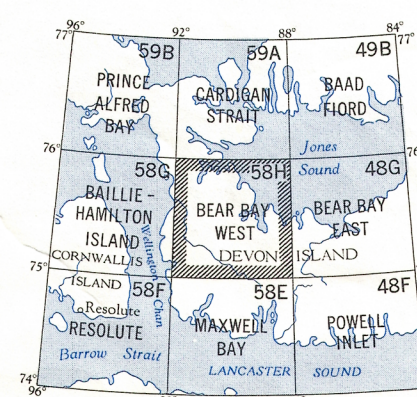 96° 92° 88° 84°
77° 77°
59B 59A 49B
PRINCE
ALFRED
BAY
CARDIGAN
STRAIT
BAAD
FIORD
Jones
Sound
76° 76
58G 58H 48G
BAILLIE-
HAMILTON
ISLAND
BEAR BAY
WEST
BEAR BAY
EAST
Wellington Chan
CORNWALLIS
ISLAND
DEVON ISLAND
75°
58F 58E 48F
Resolute
RESOLUTE
MAXWELL
BAY
POWELL
INLET
Barrow Strait
LANCASTER SOUND
74°
96°